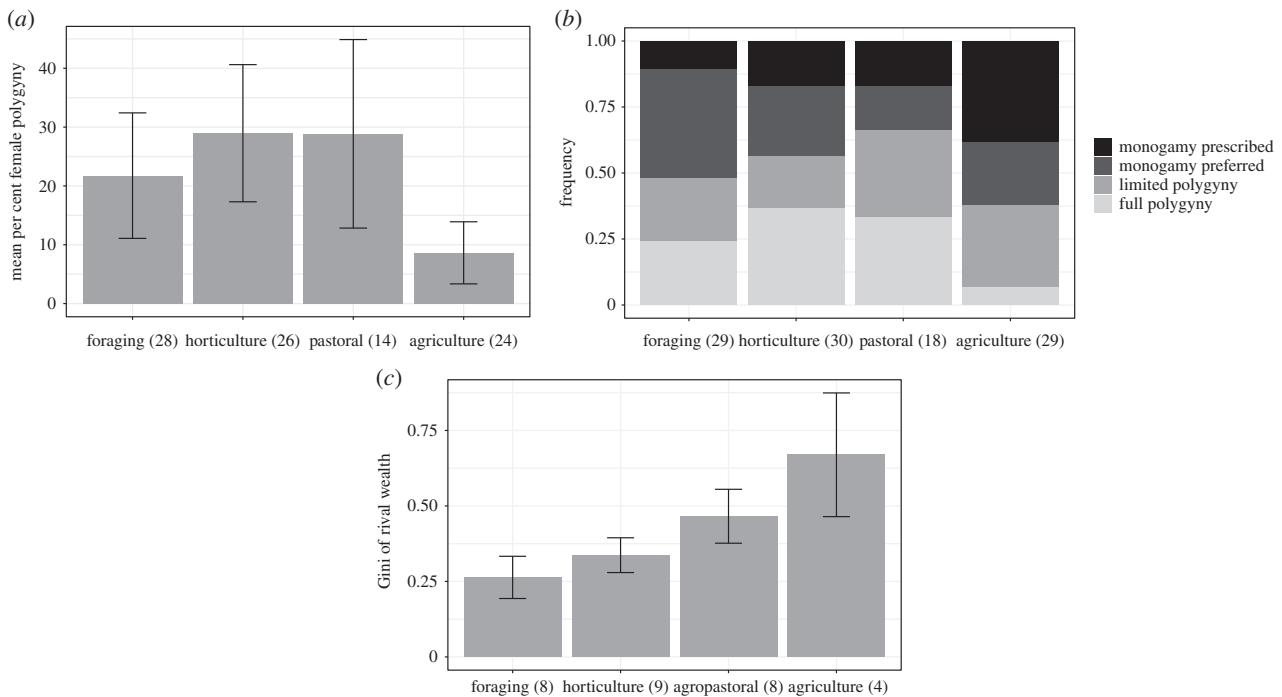 (a)
mean per cent female polygyny
40
30
20
10
0
foraging (28) horticulture (26) pastoral (14) agriculture (24)
(b)
frequency
1.00
0.75
0.50
0.25
0
foraging (29) horticulture (30) pastoral (18) agriculture (29)
monogamy prescribed
monogamy preferred
limited polygyny
full polygyny
(c)
Gini of rival wealth
0.75
0.50
0.25
0
foraging (8) horticulture (9) agropastoral (8) agriculture (4)